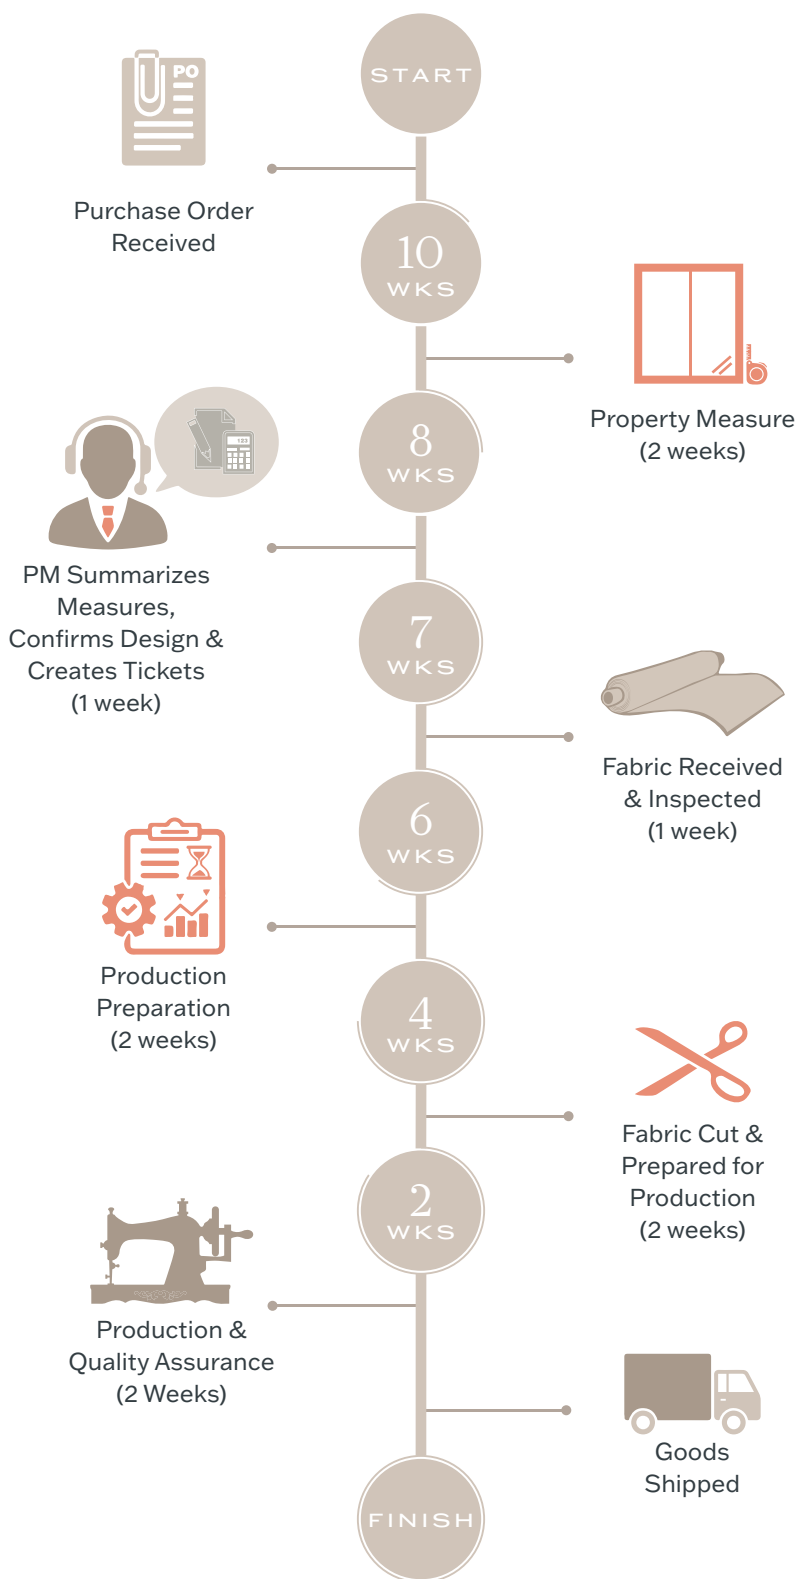 START
PO
Purchase Order
Received
10
WKS
Property Measure
(2 weeks)
8
WKS
123
PM Summarizes
Measures,
Confirms Design &
Creates Tickets
(1 week)
7
WKS
Fabric Received
& Inspected
(1 week)
6
WKS
Production
Preparation
(2 weeks)
4
WKS
Fabric Cut &
Prepared for
Production
(2 weeks)
2
WKS
Production &
Quality Assurance
(2 Weeks)
Goods
Shipped
FINISH